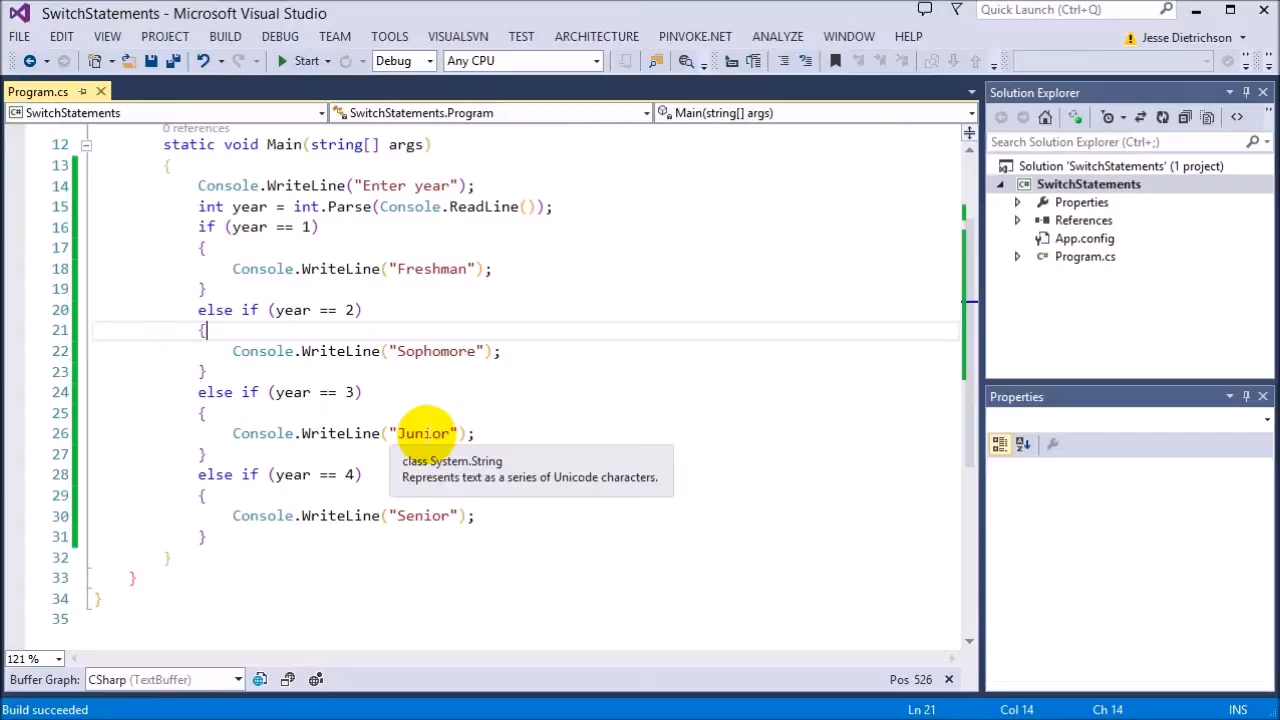 SwitchStatements - Microsoft Visual Studio
Quick Launch (Ctrl+Q)
FILE EDIT VIEW PROJECT BUILD DEBUG TEAM TOOLS VISUALSVN TEST ARCHITECTURE PINVOKE.NET ANALYZE WINDOW HELP
Jesse Dietrichson
Start
Debug
Any CPU
Program.cs
SwitchStatements
SwitchStatements.Program
Main(string[] args)
0 references
12 static void Main(string[] args)
13 {
14 Console.WriteLine("Enter year");
15 int year = int.Parse(Console.ReadLine());
16 if (year == 1)
17 {
18 Console.WriteLine("Freshman");
19 }
20 else if (year == 2)
21 {
22 Console.WriteLine("Sophomore");
23 }
24 else if (year == 3)
25 {
26 Console.WriteLine("Junior");
27 }
28 else if (year == 4)
29 {
30 Console.WriteLine("Senior");
31 }
32 }
33 }
34 }
35
class System.String
Represents text as a series of Unicode characters.
121 %
Buffer Graph: CSharp (TextBuffer)
Pos 526
Solution Explorer
Search Solution Explorer (Ctrl+;)
Solution 'SwitchStatements' (1 project)
SwitchStatements
Properties
References
App.config
Program.cs
Properties
Build succeeded
Ln 21
Col 14
Ch 14
INS